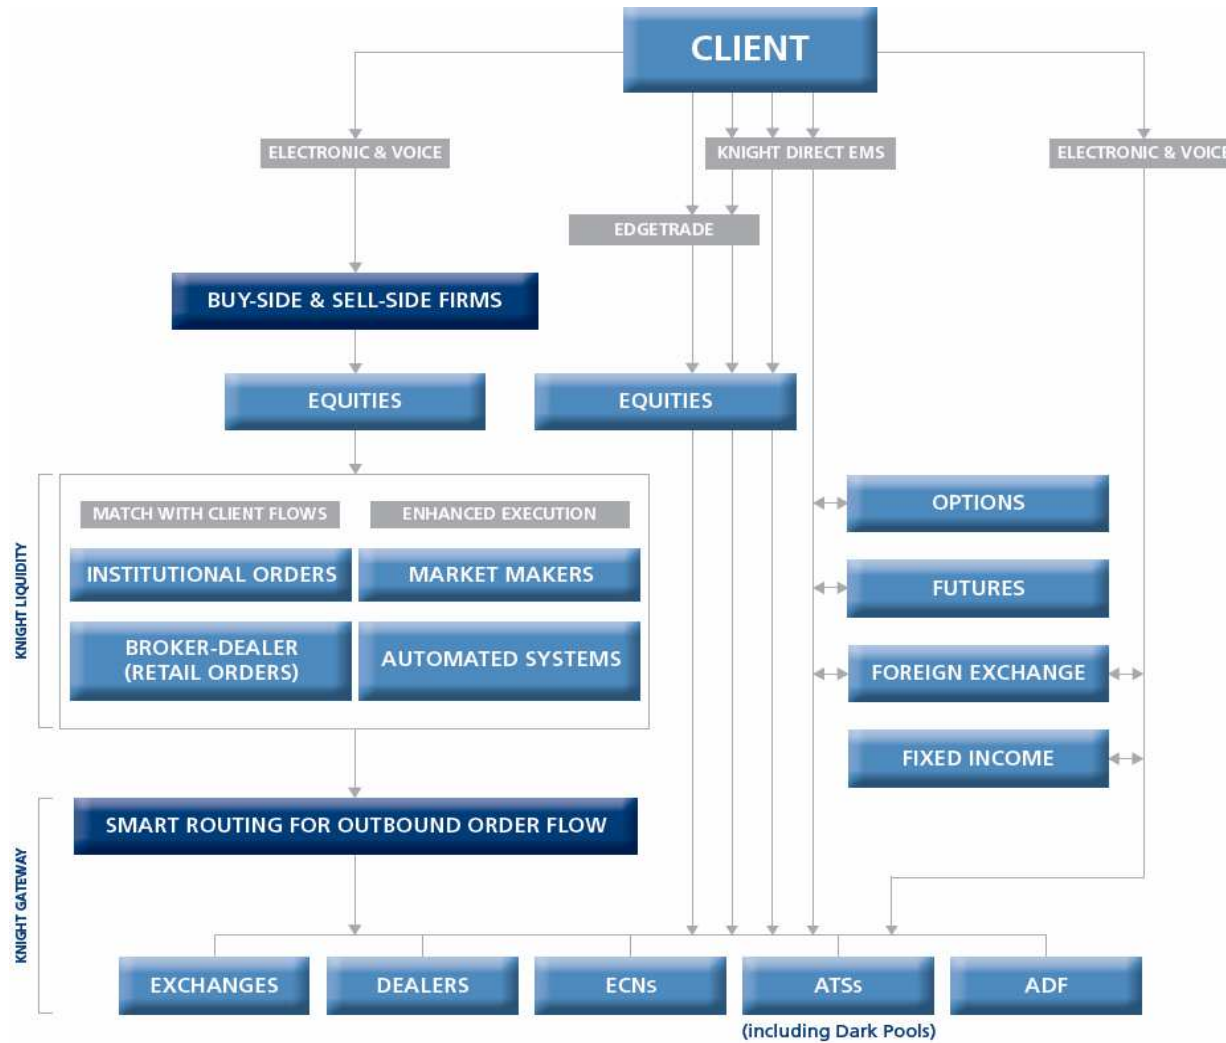 CLIENT
ELECTRONIC & VOICE
KNIGHT DIRECT EMS
ELECTRONIC & VOICE
EDGETRADE
BUY-SIDE & SELL-SIDE FIRMS
EQUITIES
EQUITIES
KNIGHT LIQUIDITY
MATCH WITH CLIENT FLOWS
ENHANCED EXECUTION
INSTITUTIONAL ORDERS
MARKET MAKERS
BROKER-DEALER
(RETAIL ORDERS)
AUTOMATED SYSTEMS
OPTIONS
FUTURES
FOREIGN EXCHANGE
FIXED INCOME
KNIGHT GATEWAY
SMART ROUTING FOR OUTBOUND ORDER FLOW
EXCHANGES
DEALERS
ECNs
ATSs
ADF
(including Dark Pools)